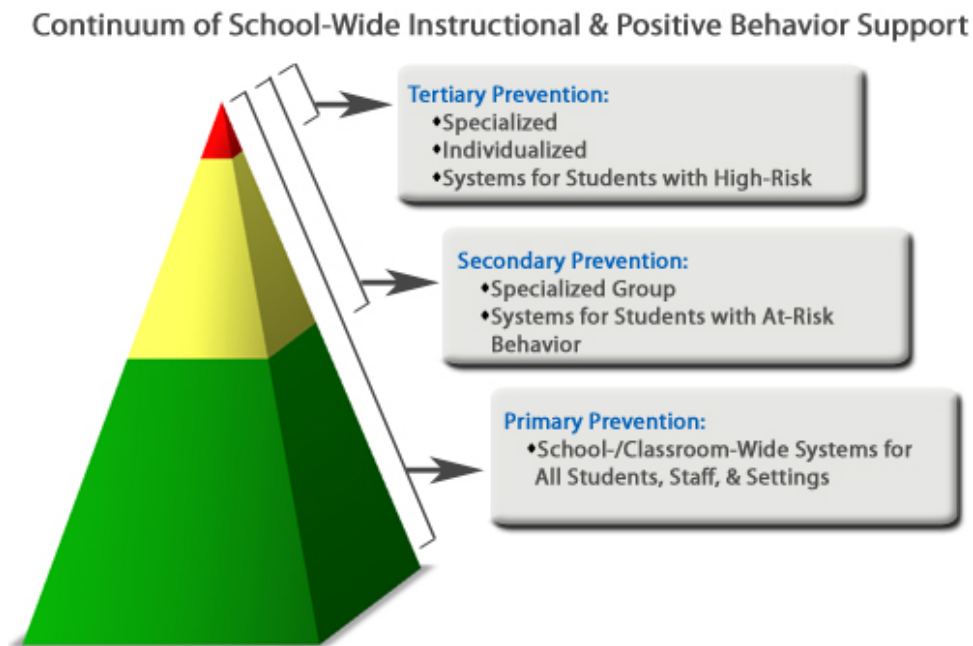 Continuum of School-Wide Instructional & Positive Behavior Support
Tertiary Prevention:
♦Specialized
♦Individualized
♦Systems for Students with High-Risk
Secondary Prevention:
♦Specialized Group
♦Systems for Students with At-Risk
Behavior
Primary Prevention:
♦School-/Classroom-Wide Systems for
All Students, Staff, & Settings